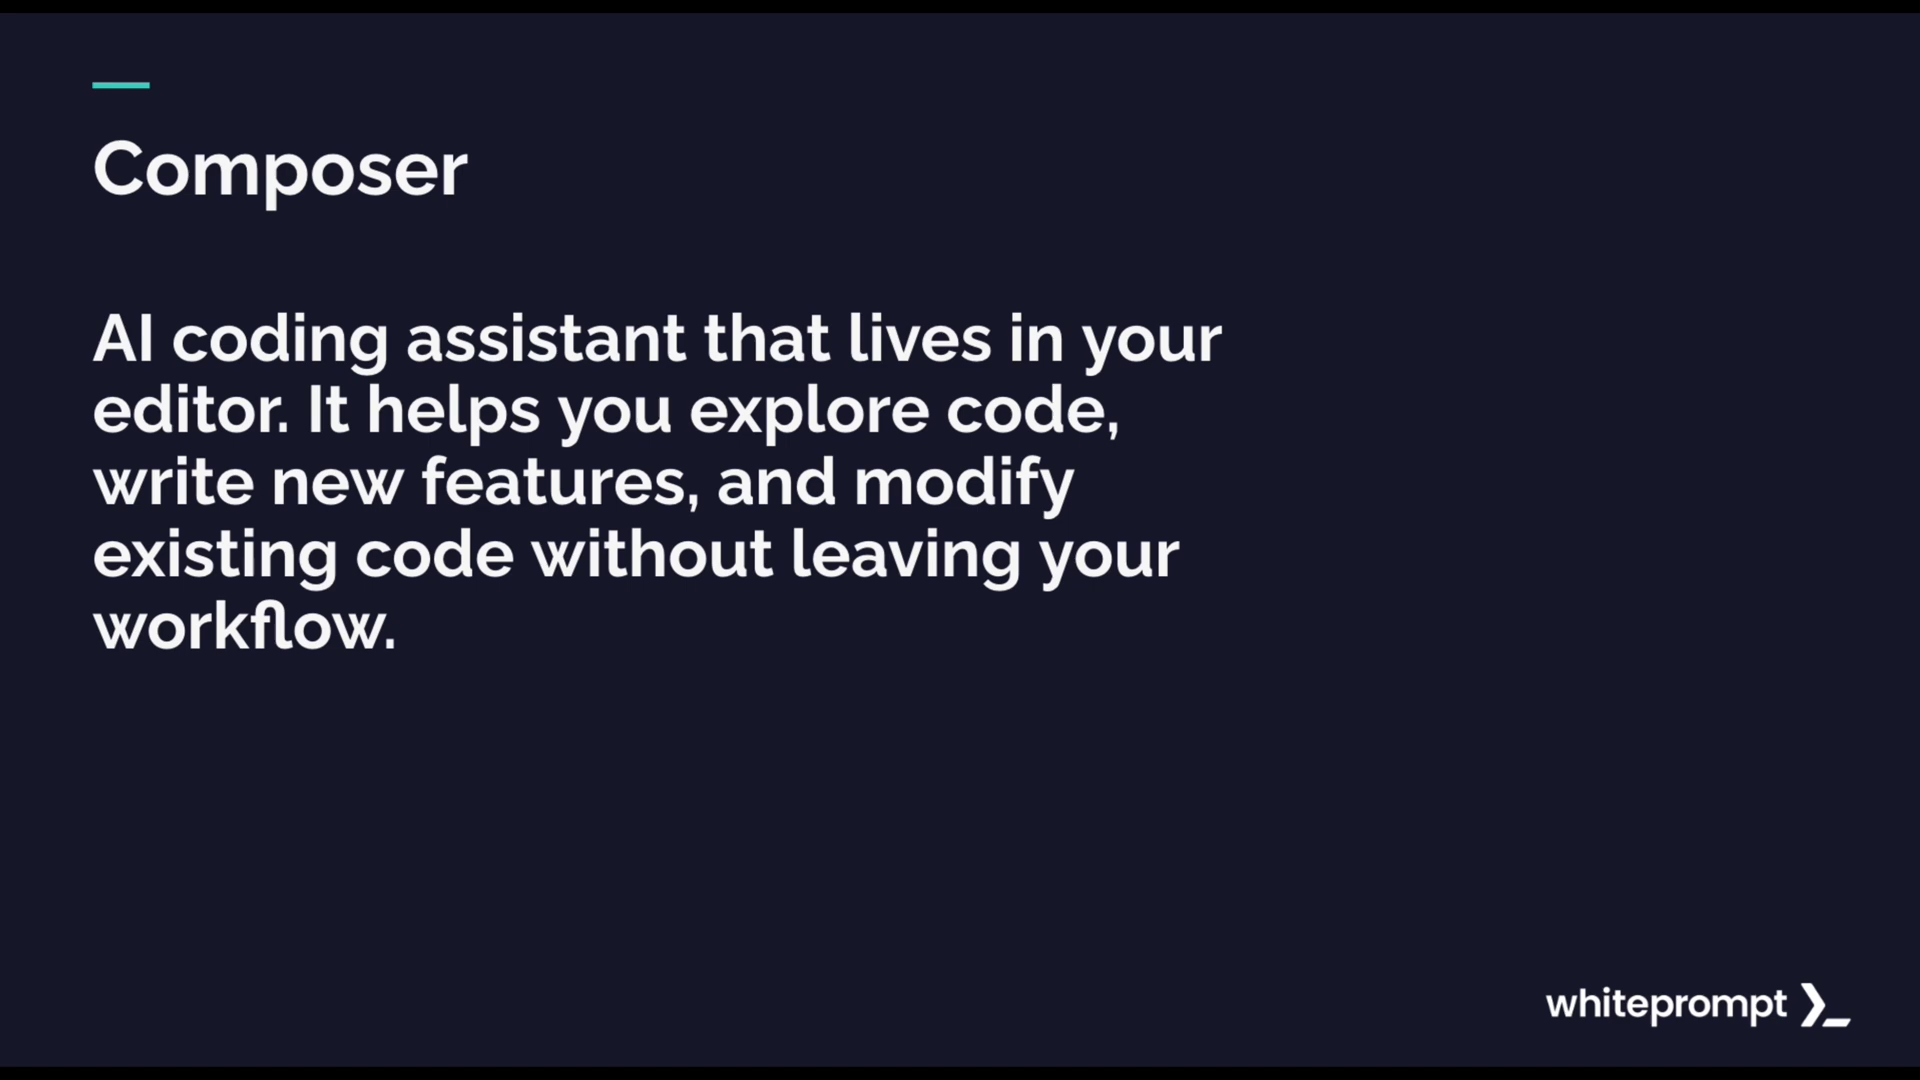 Composer
AI coding assistant that lives in your
editor. It helps you explore code,
write new features, and modify
existing code without leaving your
workflow.
whiteprompt